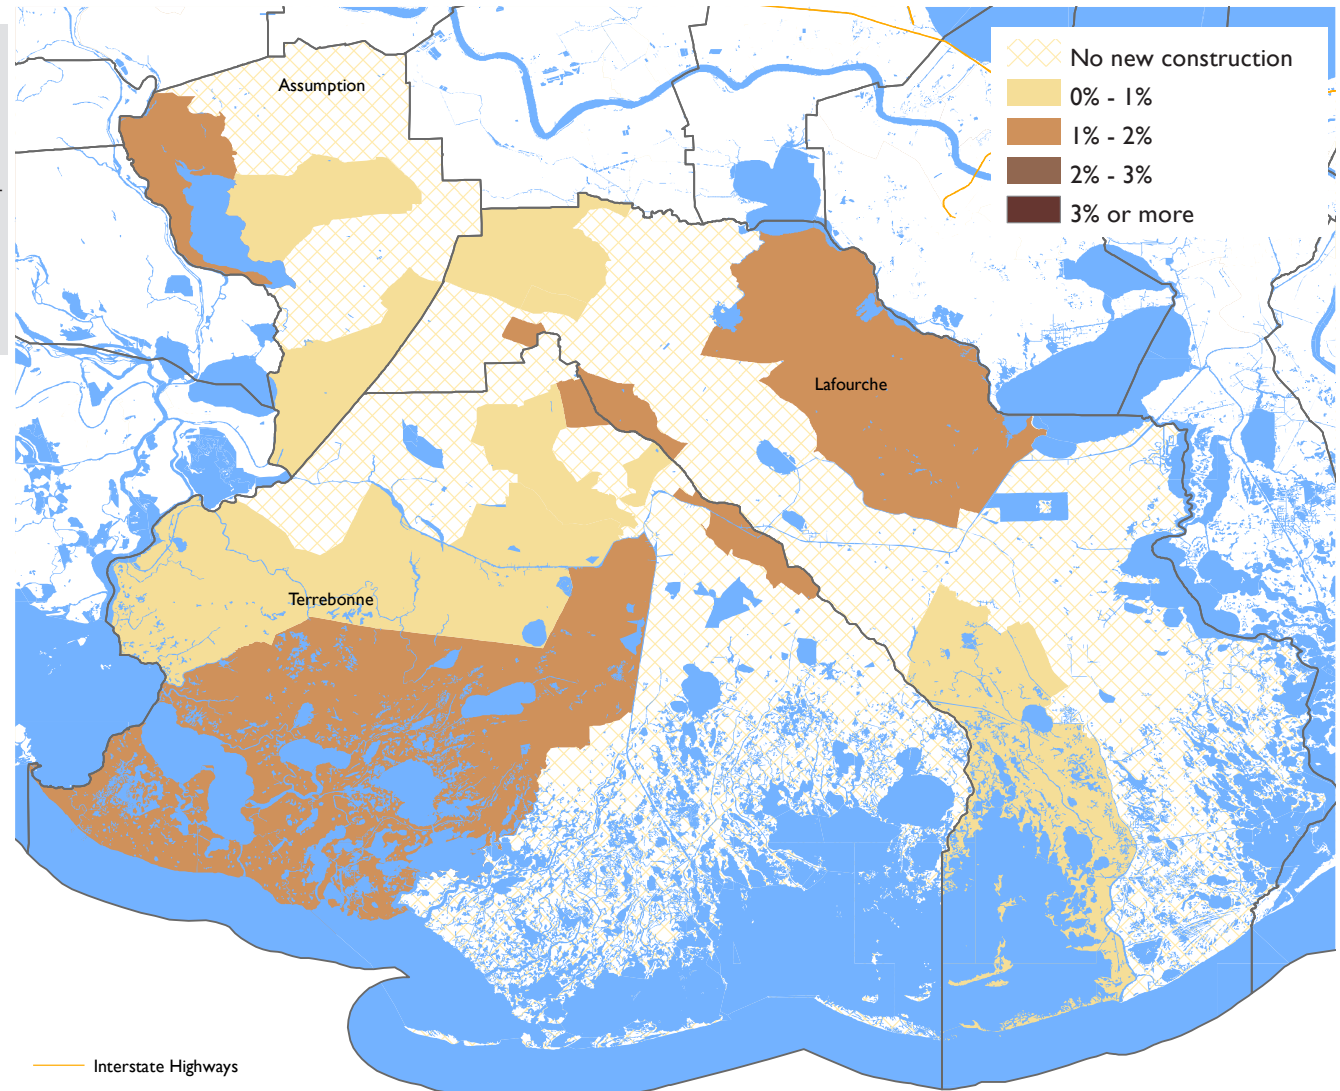 No new construction
0% - 1%
1% - 2%
2% - 3%
3% or more
Assumption
Lafourche
Terrebonne
Interstate Highways